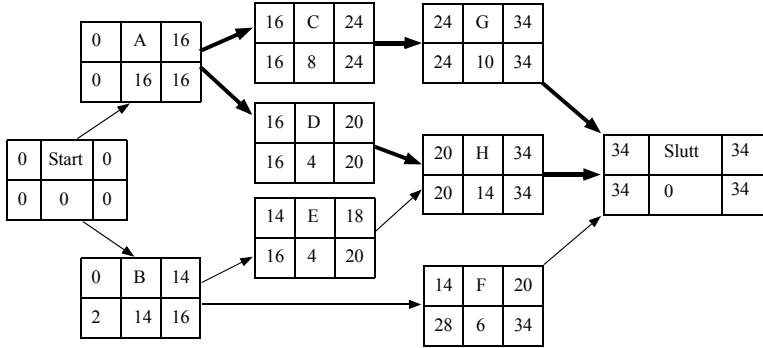 0 Start 0
0 0 0
0 A 16
0 16 16
0 B 14
2 14 16
16 C 24
16 8 24
16 D 20
16 4 20
14 E 18
16 4 20
24 G 34
24 10 34
20 H 34
20 14 34
14 F 20
28 6 34
34 Slutt 34
34 0 34